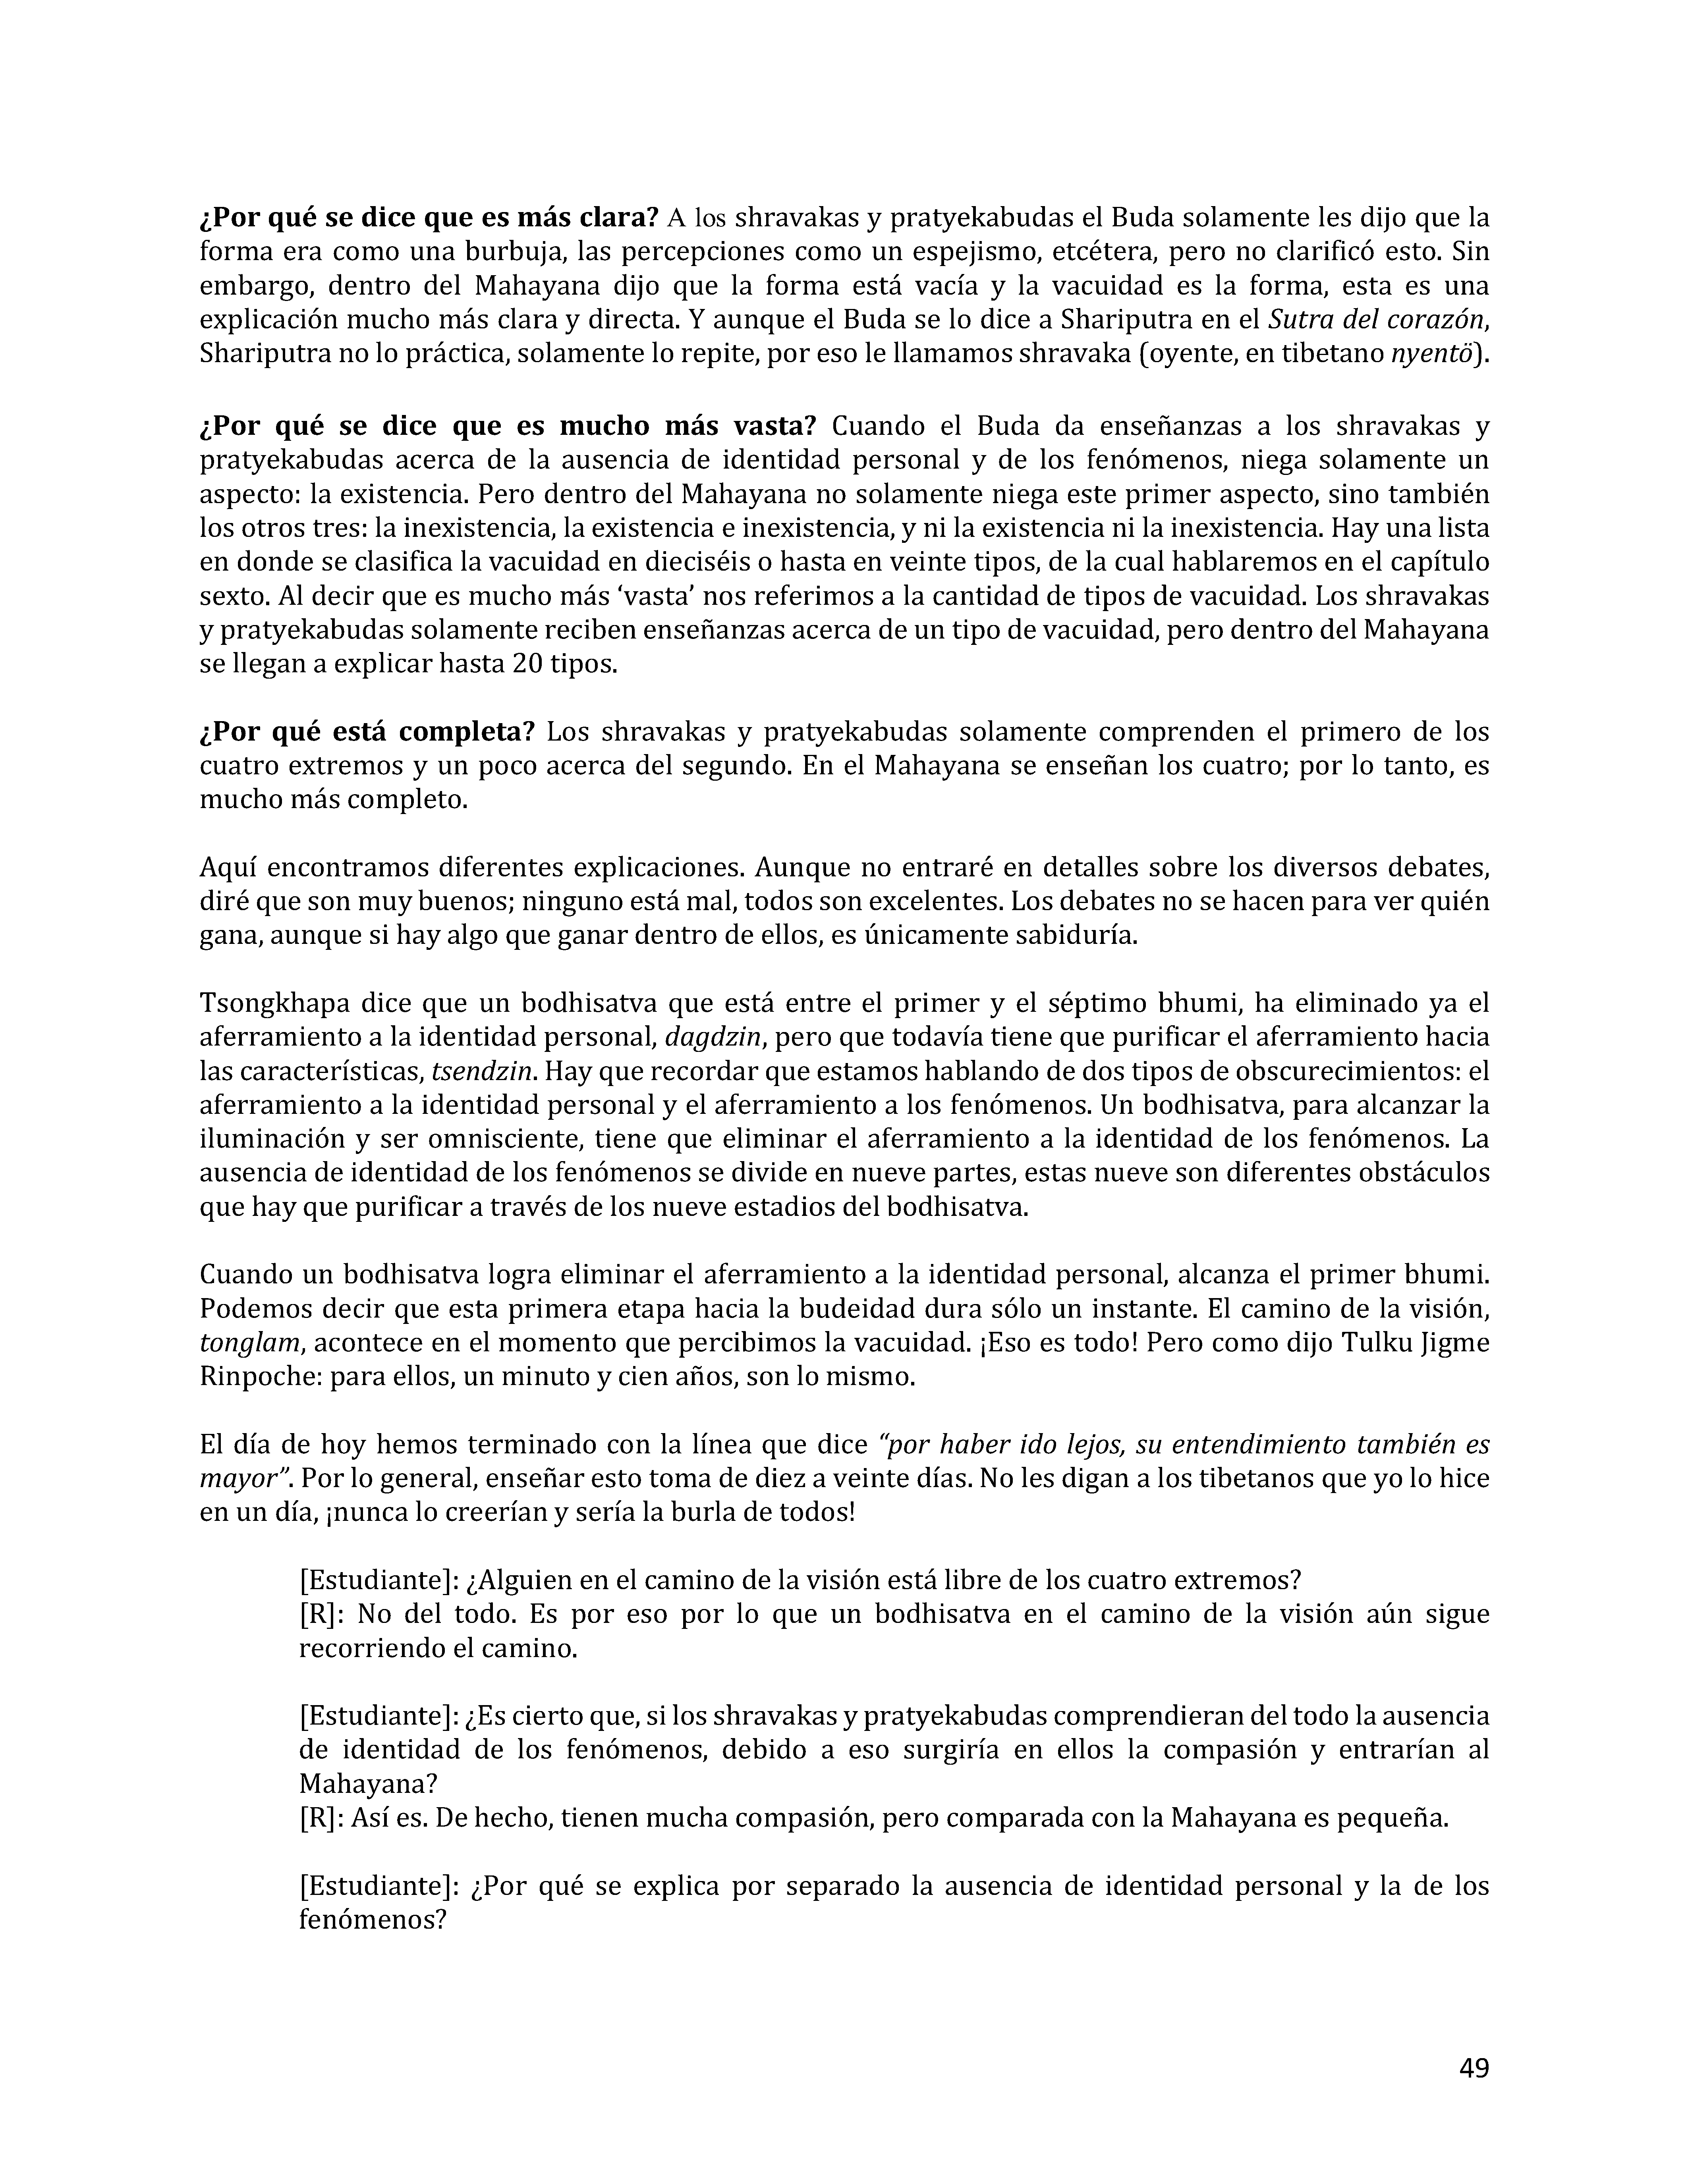 ¿Por qué se dice que es más clara? A los shravakas y pratyekabudas el Buda solamente les dijo que la
forma era como una burbuja, las percepciones como un espejismo, etcétera, pero no clarificó esto. Sin
embargo, dentro del Mahayana dijo que la forma está vacía y la vacuidad es la forma, esta es una
explicación mucho más clara y directa. Y aunque el Buda se lo dice a Shariputra en el Sutra del corazón,
Shariputra no lo práctica, solamente lo repite, por eso le llamamos shravaka (oyente, en tibetano nyentö).
¿Por qué se dice que es mucho más vasta? Cuando el Buda da enseñanzas a los shravakas y
pratyekabudas acerca de la ausencia de identidad personal y de los fenómenos, niega solamente un
aspecto: la existencia. Pero dentro del Mahayana no solamente niega este primer aspecto, sino también
los otros tres: la inexistencia, la existencia e inexistencia, y ni la existencia ni la inexistencia. Hay una lista
en donde se clasifica la vacuidad en dieciséis o hasta en veinte tipos, de la cual hablaremos en el capítulo
sexto. Al decir que es mucho más ‘vasta’ nos referimos a la cantidad de tipos de vacuidad. Los shravakas
y pratyekabudas solamente reciben enseñanzas acerca de un tipo de vacuidad, pero dentro del Mahayana
se llegan a explicar hasta 20 tipos.
¿Por qué está completa? Los shravakas y pratyekabudas solamente comprenden el primero de los
cuatro extremos y un poco acerca del segundo. En el Mahayana se enseñan los cuatro; por lo tanto, es
mucho más completo.
Aquí encontramos diferentes explicaciones. Aunque no entraré en detalles sobre los diversos debates,
diré que son muy buenos; ninguno está mal, todos son excelentes. Los debates no se hacen para ver quién
gana, aunque si hay algo que ganar dentro de ellos, es únicamente sabiduría.
Tsongkhapa dice que un bodhisatva que está entre el primer y el séptimo bhumi, ha eliminado ya el
aferramiento a la identidad personal, dagdzin, pero que todavía tiene que purificar el aferramiento hacia
las características, tsendzin. Hay que recordar que estamos hablando de dos tipos de obscurecimientos: el
aferramiento a la identidad personal y el aferramiento a los fenómenos. Un bodhisatva, para alcanzar la
iluminación y ser omnisciente, tiene que eliminar el aferramiento a la identidad de los fenómenos. La
ausencia de identidad de los fenómenos se divide en nueve partes, estas nueve son diferentes obstáculos
que hay que purificar a través de los nueve estadios del bodhisatva.
Cuando un bodhisatva logra eliminar el aferramiento a la identidad personal, alcanza el primer bhumi.
Podemos decir que esta primera etapa hacia la budeidad dura sólo un instante. El camino de la visión,
tonglam, acontece en el momento que percibimos la vacuidad. ¡Eso es todo! Pero como dijo Tulku Jigme
Rinpoche: para ellos, un minuto y cien años, son lo mismo.
El día de hoy hemos terminado con la línea que dice “por haber ido lejos, su entendimiento también es
mayor”. Por lo general, enseñar esto toma de diez a veinte días. No les digan a los tibetanos que yo lo hice
en un día, ¡nunca lo creerían y sería la burla de todos!
[Estudiante]: ¿Alguien en el camino de la visión está libre de los cuatro extremos?
[R]: No del todo. Es por eso por lo que un bodhisatva en el camino de la visión aún sigue
recorriendo el camino.
[Estudiante]: ¿Es cierto que, si los shravakas y pratyekabudas comprendieran del todo la ausencia
de identidad de los fenómenos, debido a eso surgiría en ellos la compasión y entrarían al
Mahayana?
[R]: Así es. De hecho, tienen mucha compasión, pero comparada con la Mahayana es pequeña.
[Estudiante]: ¿Por qué se explica por separado la ausencia de identidad personal y la de los
fenómenos?
49